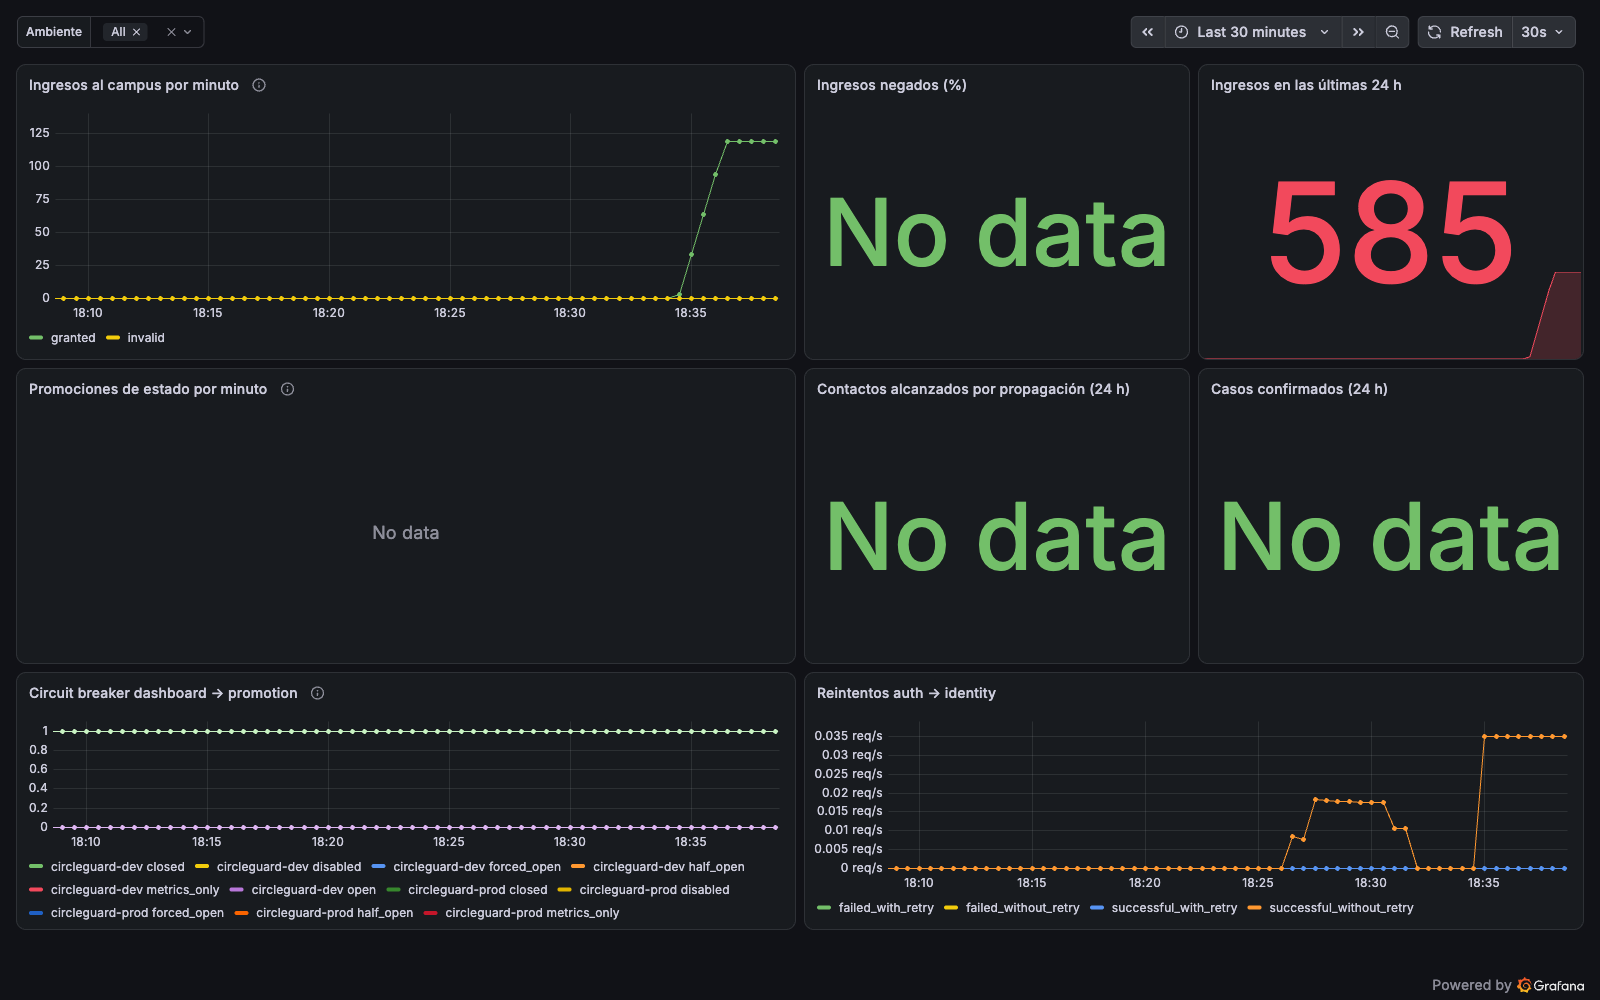 Ambiente All
Last 30 minutes Refresh 30s
Ingresos al campus por minuto
125
100
75
50
25
0
18:10 18:15 18:20 18:25 18:30 18:35
granted invalid
Ingresos negados (%)
No data
Ingresos en las últimas 24 h
585
Promociones de estado por minuto
No data
Contactos alcanzados por propagación (24 h)
No data
Casos confirmados (24 h)
No data
Circuit breaker dashboard → promotion
1
0.8
0.6
0.4
0.2
0
18:10 18:15 18:20 18:25 18:30 18:35
circleguard-dev closed circleguard-dev disabled circleguard-dev forced_open circleguard-dev half_open
circleguard-dev metrics_only circleguard-dev open circleguard-prod closed circleguard-prod disabled
circleguard-prod forced_open circleguard-prod half_open circleguard-prod metrics_only
Reintentos auth → identity
0.035 req/s
0.03 req/s
0.025 req/s
0.02 req/s
0.015 req/s
0.01 req/s
0.005 req/s
0 req/s
18:10 18:15 18:20 18:25 18:30 18:35
failed_with_retry failed_without_retry successful_with_retry successful_without_retry
Powered by Grafana